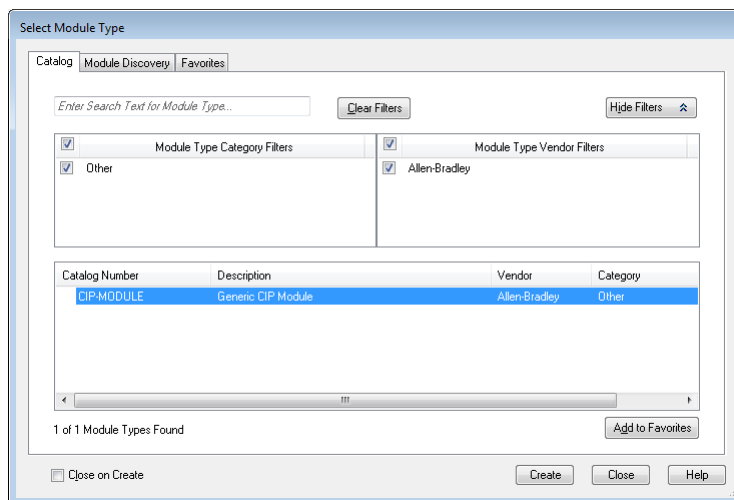 Select Module Type
Catalog Module Discovery Favorites
Enter Search Text for Module Type... Clear Filters Hide Filters
Module Type Category Filters Module Type Vendor Filters
Other Allen-Bradley
Catalog Number Description Vendor Category
CIP-MODULE Generic CIP Module Allen-Bradley Other
1 of 1 Module Types Found Add to Favorites
Close on Create Create Close Help